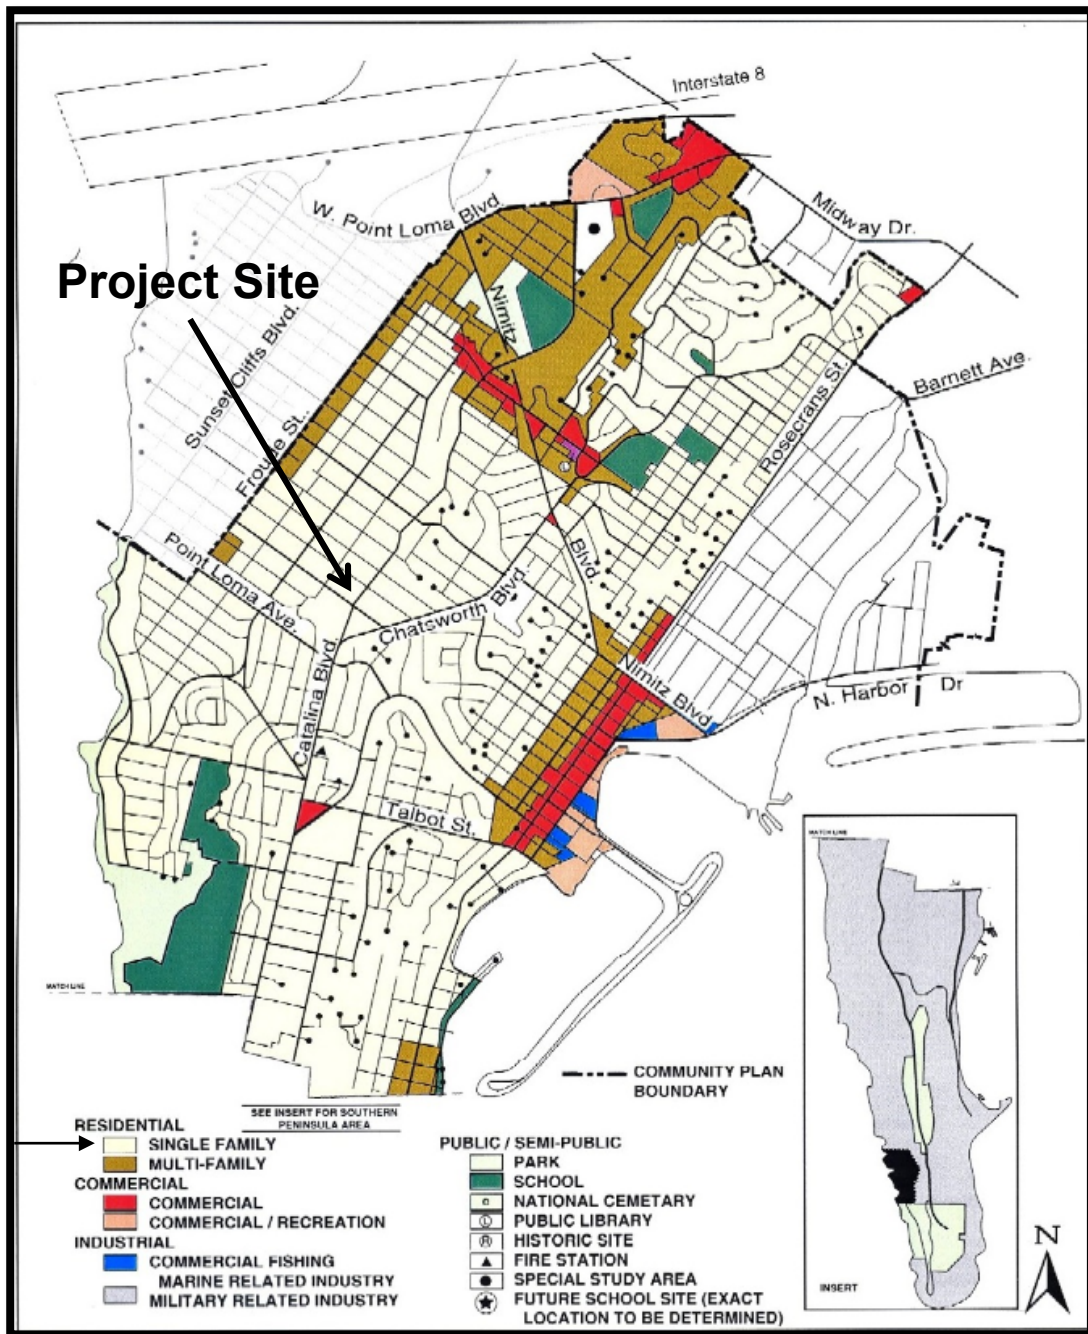 Interstate 8
W. Point Loma Blvd.
Midway Dr.
Project Site
Nimitz
Sunset Cliffs Blvd.
Barnett Ave.
Rosecrans St.
Froude St.
Point Loma Ave.
Blvd.
Chatsworth Blvd.
Catalina Blvd
Nimitz Blvd
N. Harbor Dr
Talbot St.
MATCH LINE
MATCH LINE
COMMUNITY PLAN
BOUNDARY
SEE INSERT FOR SOUTHERN
PENINSULA AREA
RESIDENTIAL
SINGLE FAMILY
MULTI-FAMILY
COMMERCIAL
COMMERCIAL
COMMERCIAL / RECREATION
INDUSTRIAL
COMMERCIAL FISHING
MARINE RELATED INDUSTRY
MILITARY RELATED INDUSTRY
PUBLIC / SEMI-PUBLIC
PARK
SCHOOL
NATIONAL CEMETARY
L PUBLIC LIBRARY
H HISTORIC SITE
FIRE STATION
SPECIAL STUDY AREA
FUTURE SCHOOL SITE (EXACT
LOCATION TO BE DETERMINED)
INSERT
N